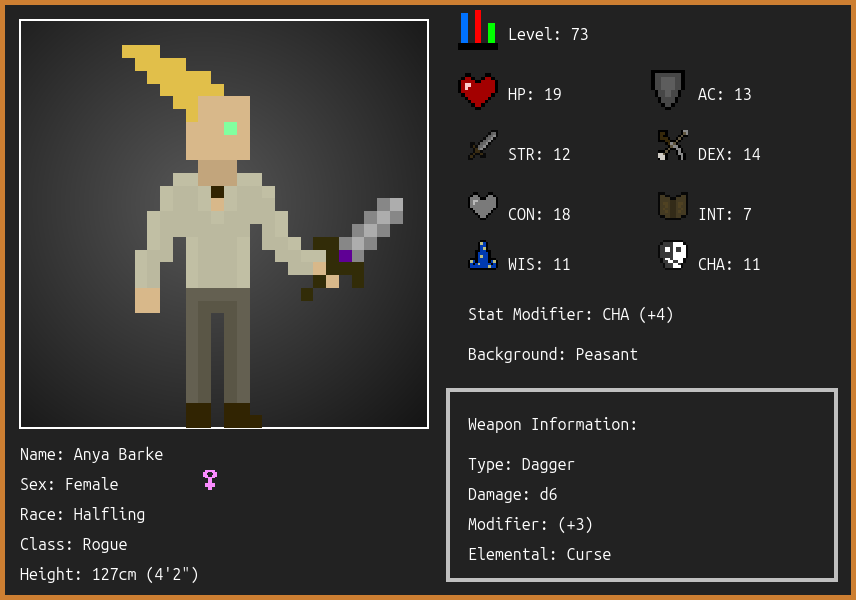 Level: 73
HP: 19
AC: 13
STR: 12
DEX: 14
CON: 18
INT: 7
WIS: 11
CHA: 11
Stat Modifier: CHA (+4)
Background: Peasant
Weapon Information:
Type: Dagger
Damage: d6
Modifier: (+3)
Elemental: Curse
Name: Anya Barke
Sex: Female
Race: Halfling
Class: Rogue
Height: 127cm (4'2")